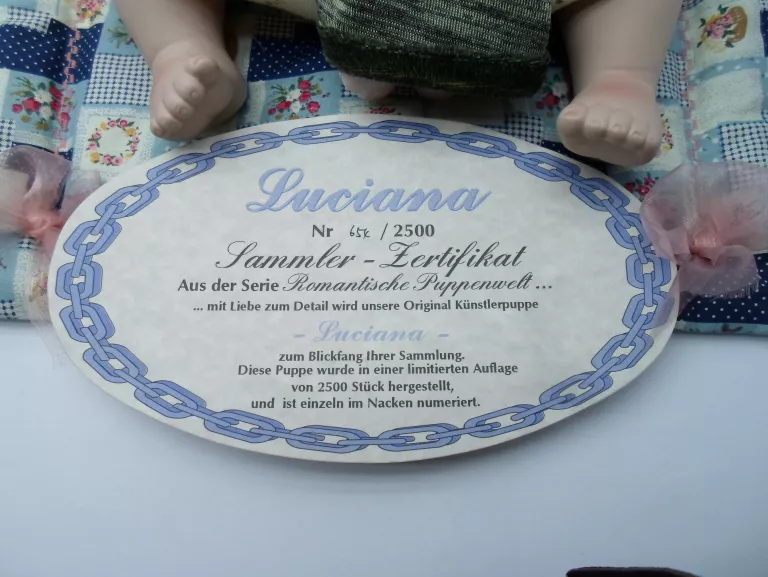 Luciana
Nr / 2500
Sammler - Zertifikat
Aus der Serie Romantische Puppenwelt ...
... mit Liebe zum Detail wird unsere Original Künstlerpuppe
- Luciana -
zum Blickfang Ihrer Sammlung.
Diese Puppe wurde in einer limitierten Auflage
von 2500 Stück hergestellt,
und ist einzeln im Nacken numeriert.